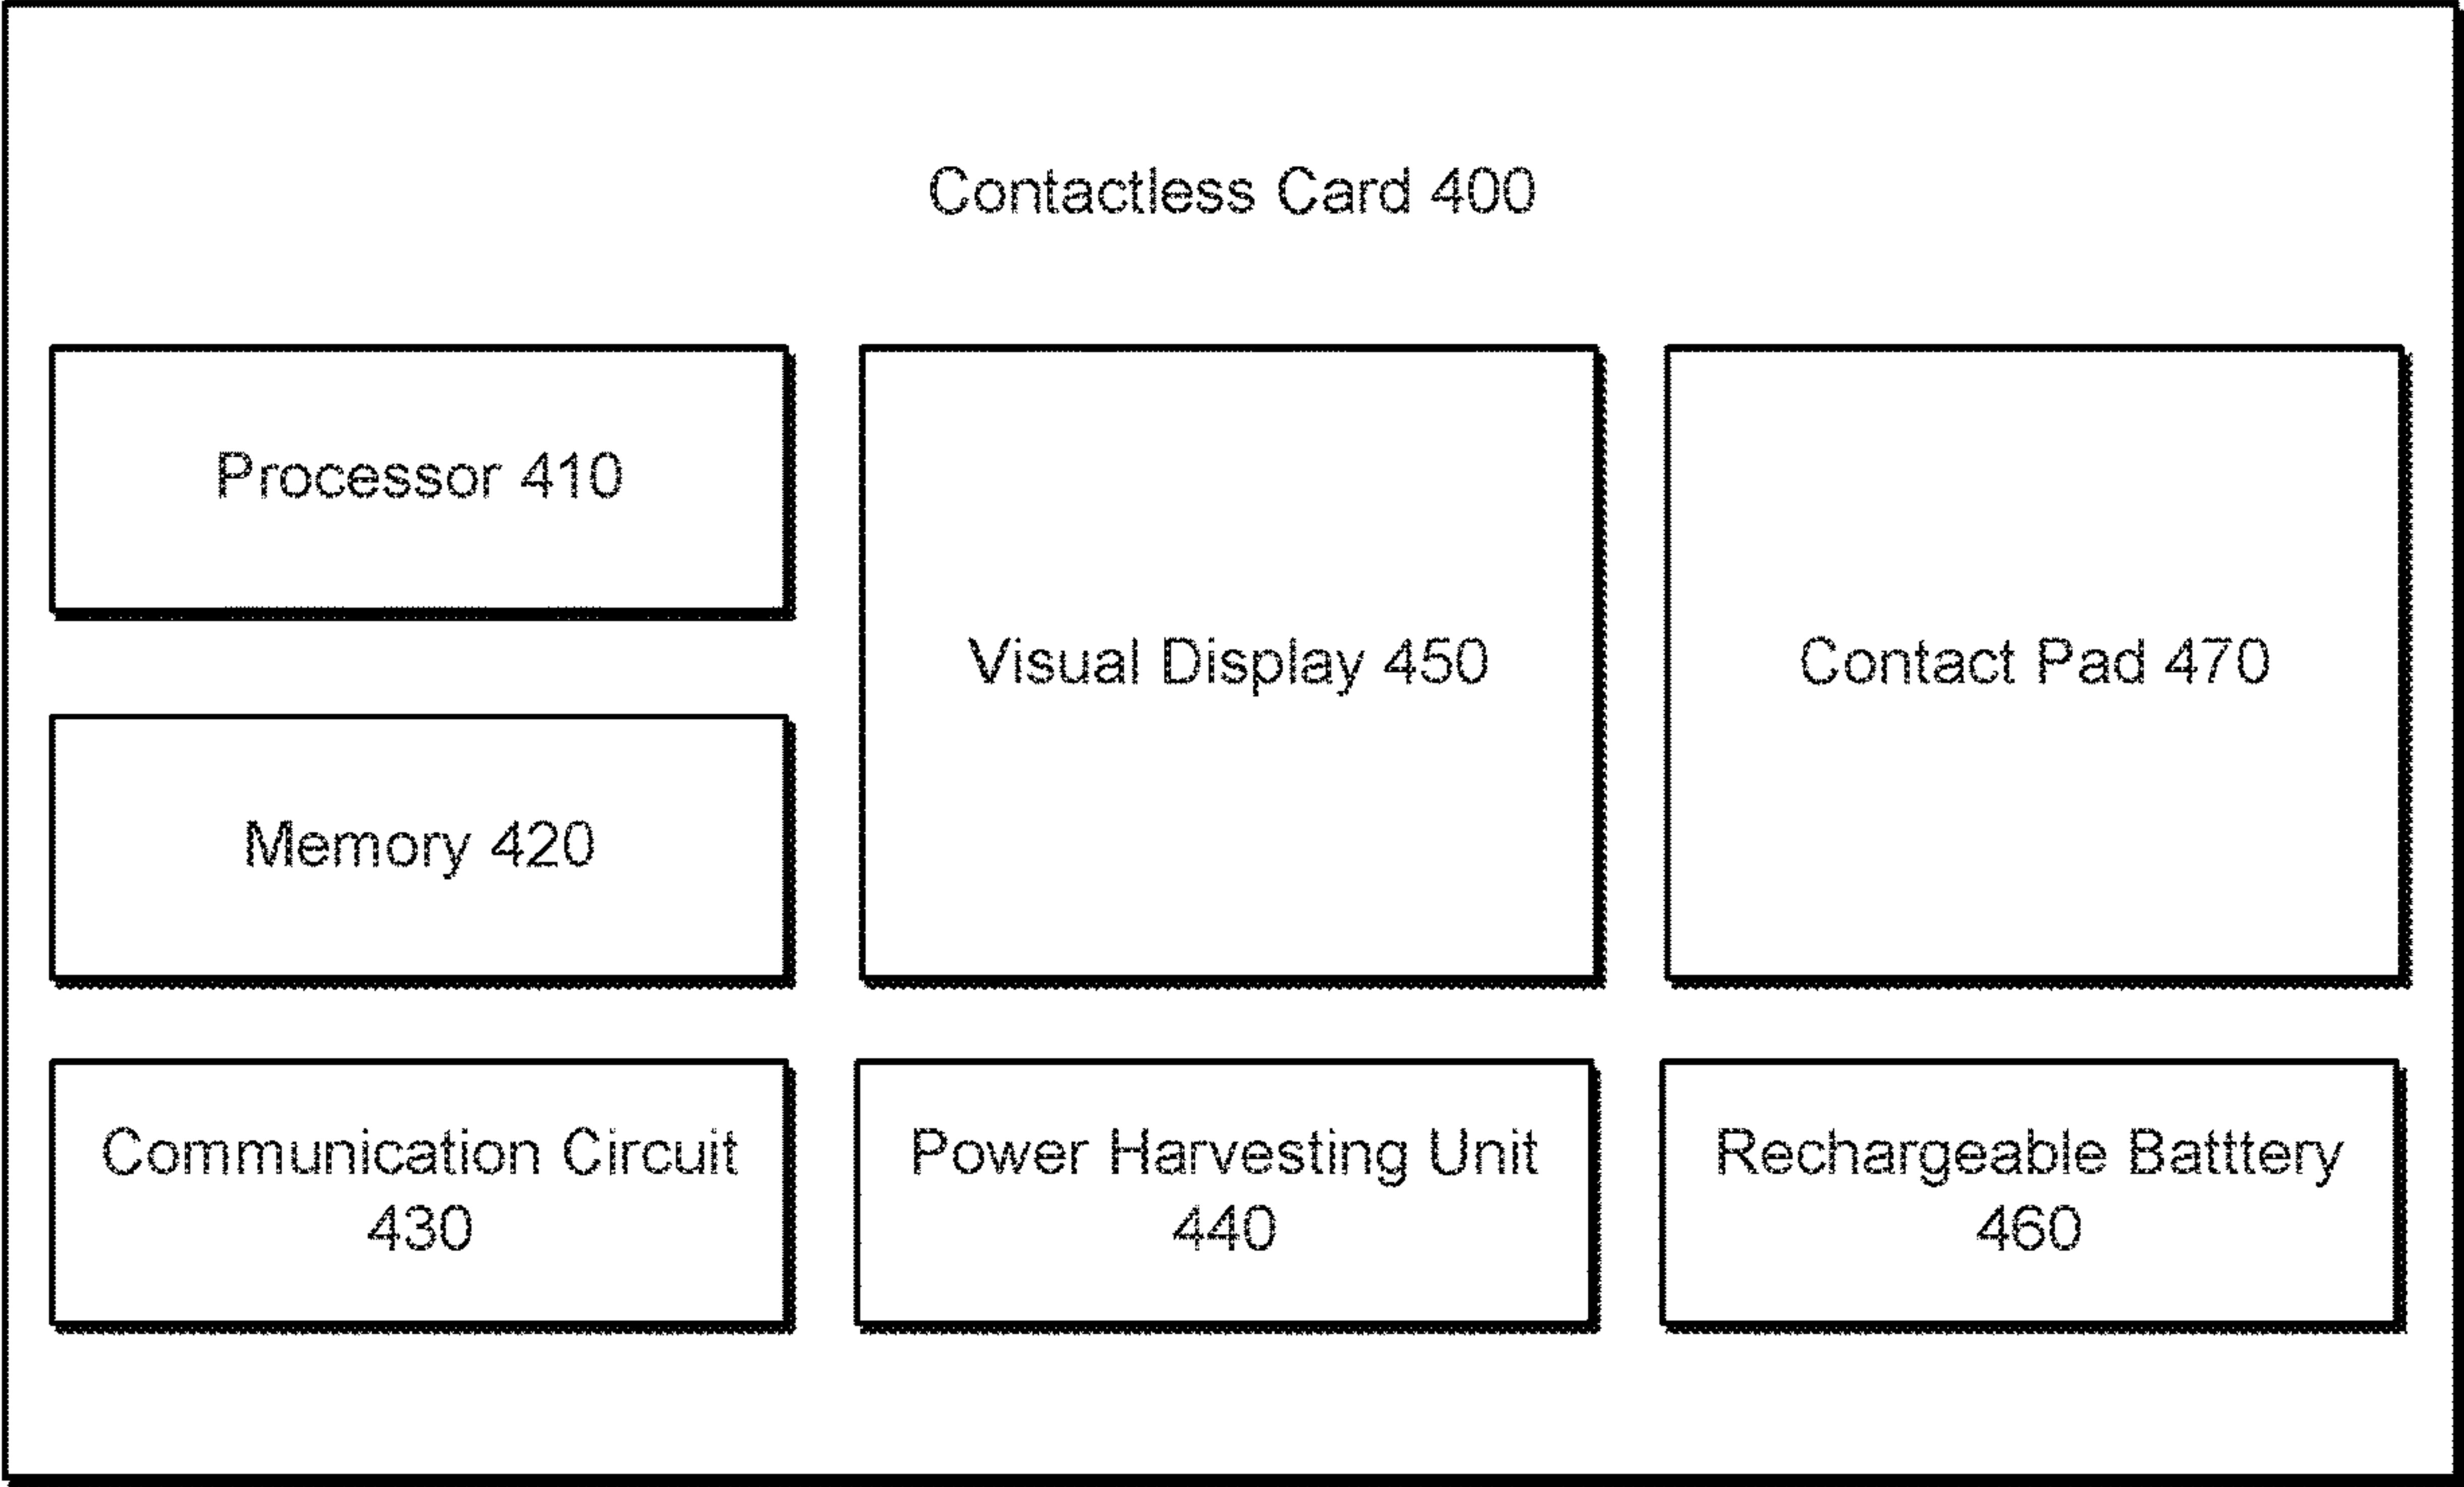 Contactless Card 400
Processor 410
Memory 420
Visual Display 450
Contact Pad 470
Communication Circuit
430
Power Harvesting Unit
440
Rechargeable Batttery
460